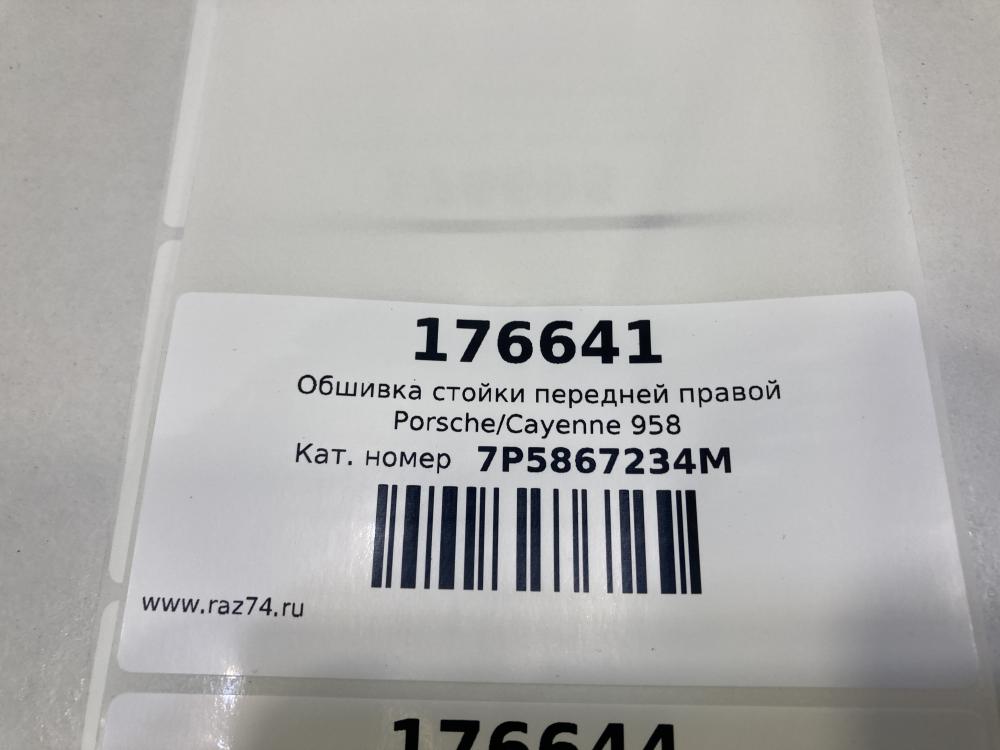 176641
Обшивка стойки передней правой
Porsche/Cayenne 958
Кат. номер 7P5867234M
www.raz74.ru
176644